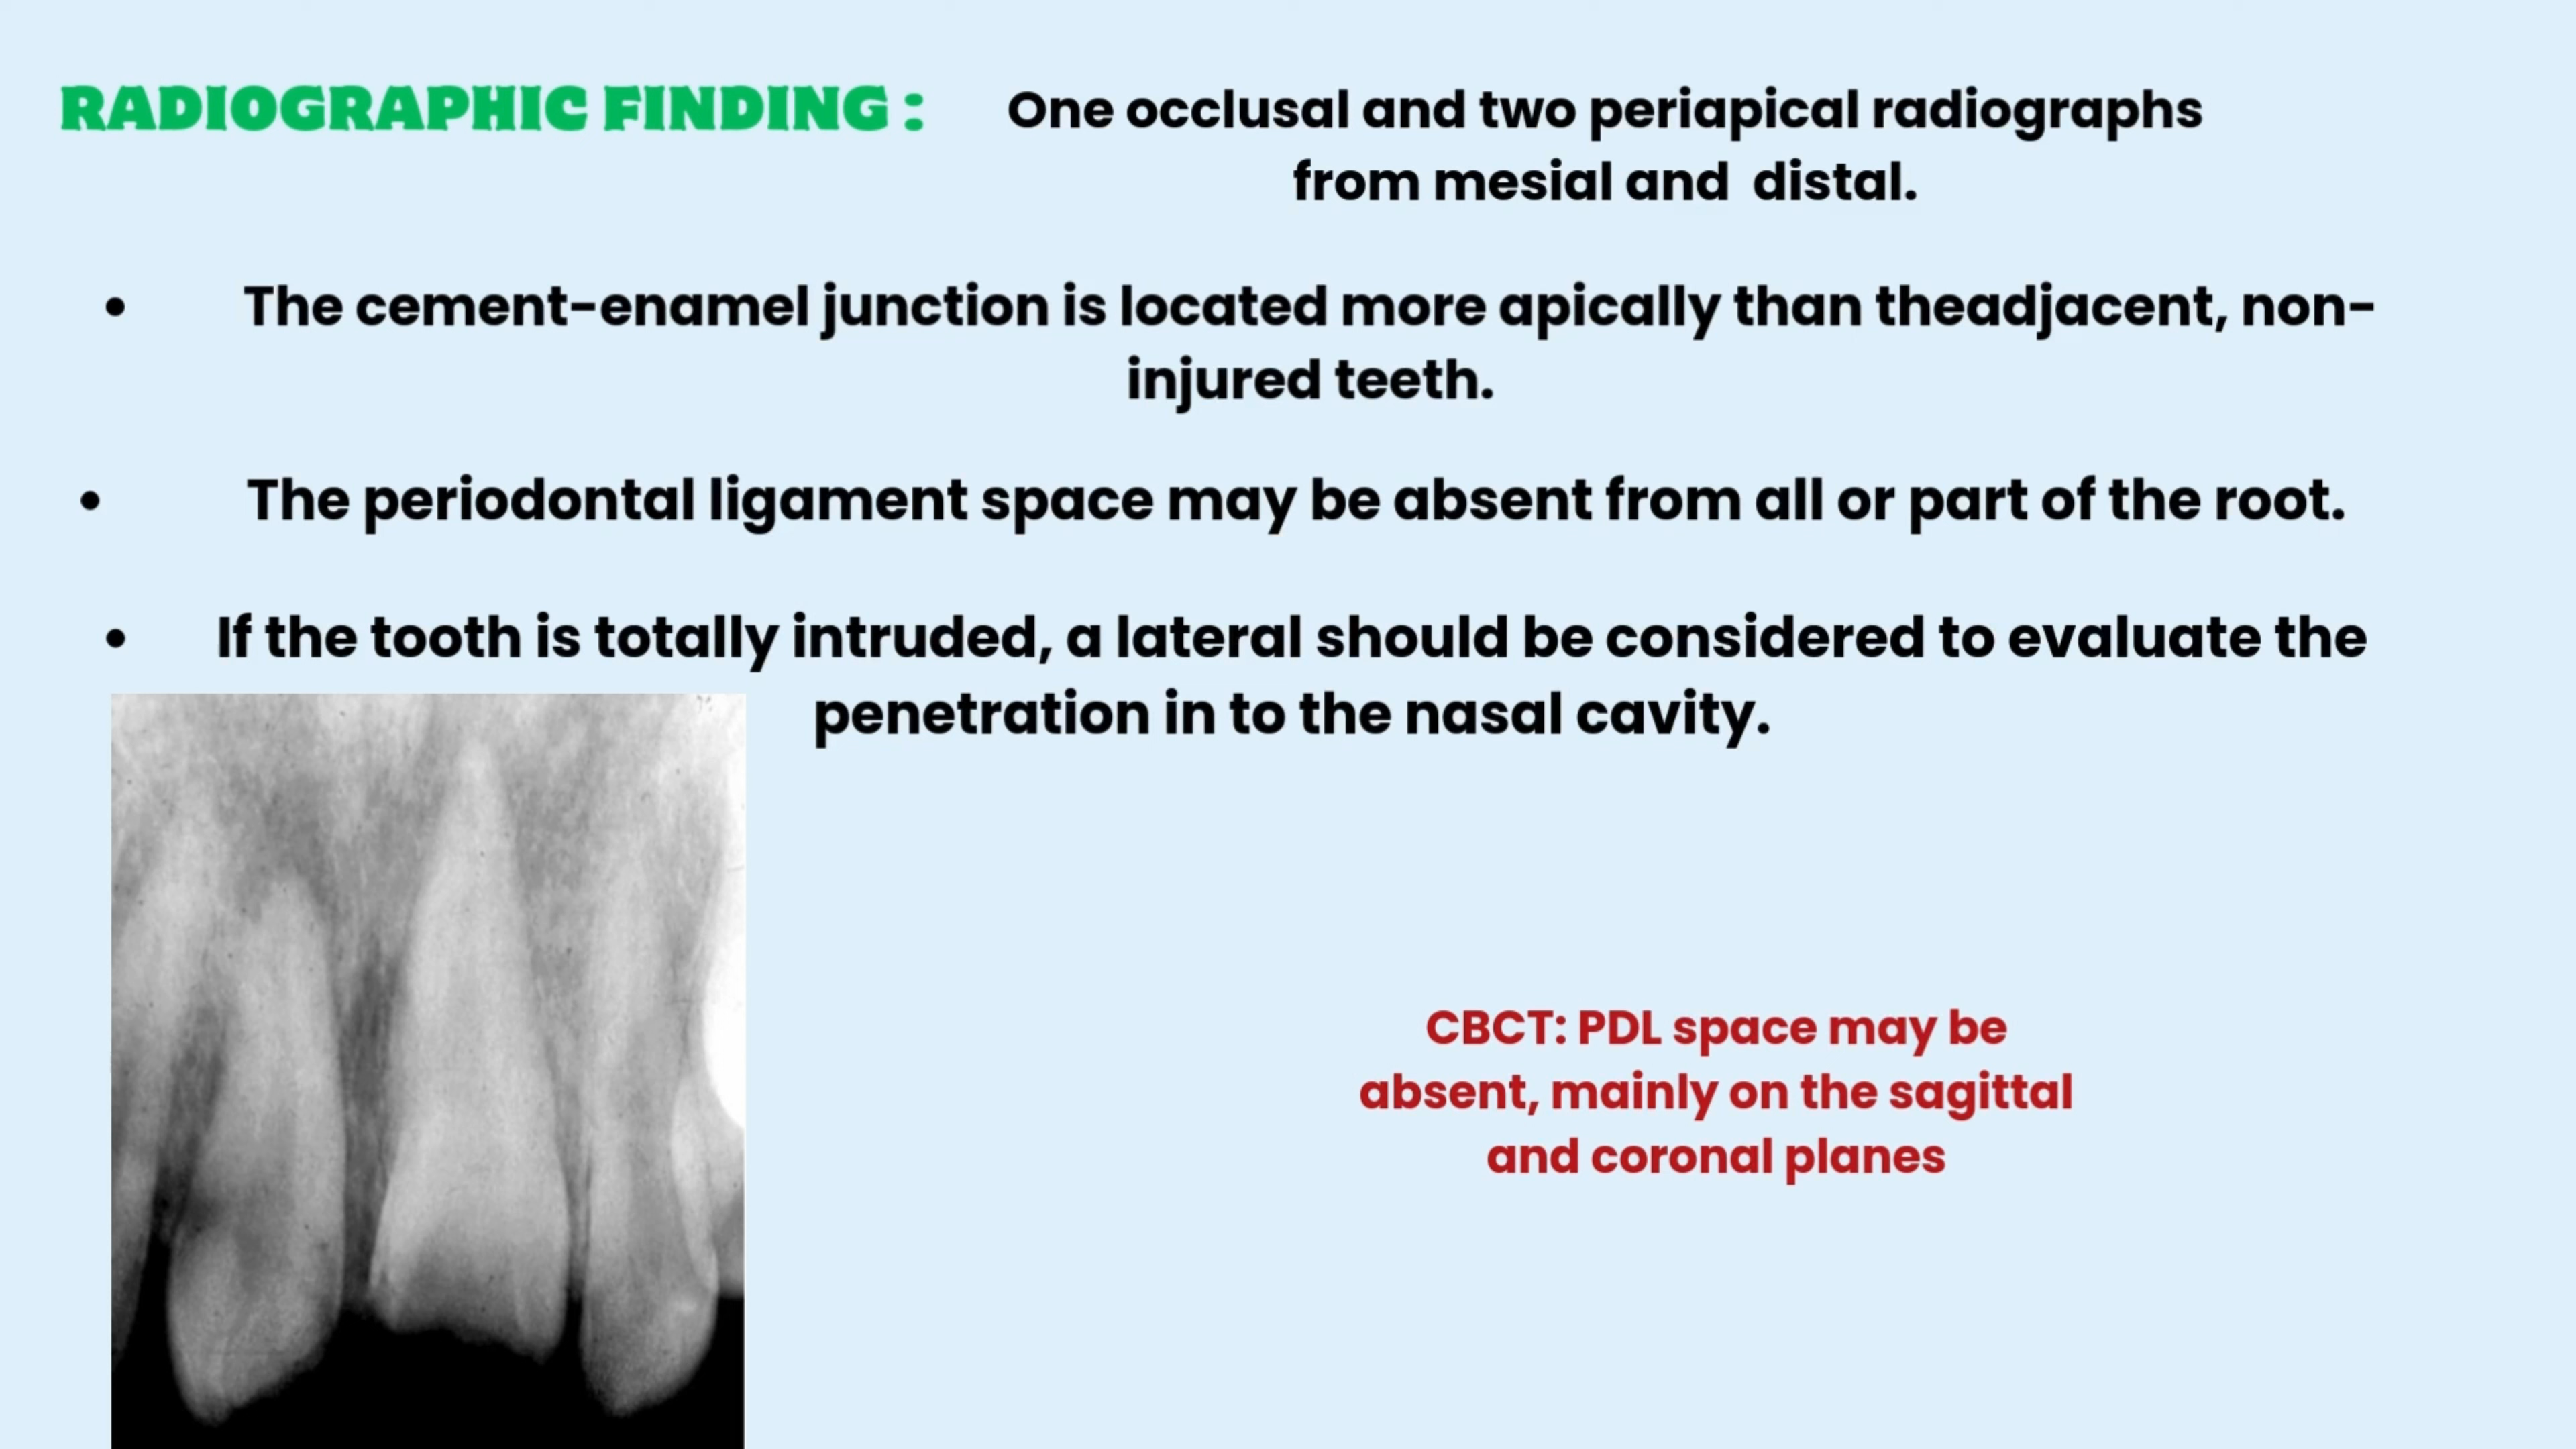 RADIOGRAPHIC FINDING :
One occlusal and two periapical radiographs
from mesial and distal.
• The cement-enamel junction is located more apically than theadjacent, non-
injured teeth.
• The periodontal ligament space may be absent from all or part of the root.
• If the tooth is totally intruded, a lateral should be considered to evaluate the
penetration in to the nasal cavity.
CBCT: PDL space may be
absent, mainly on the sagittal
and coronal planes